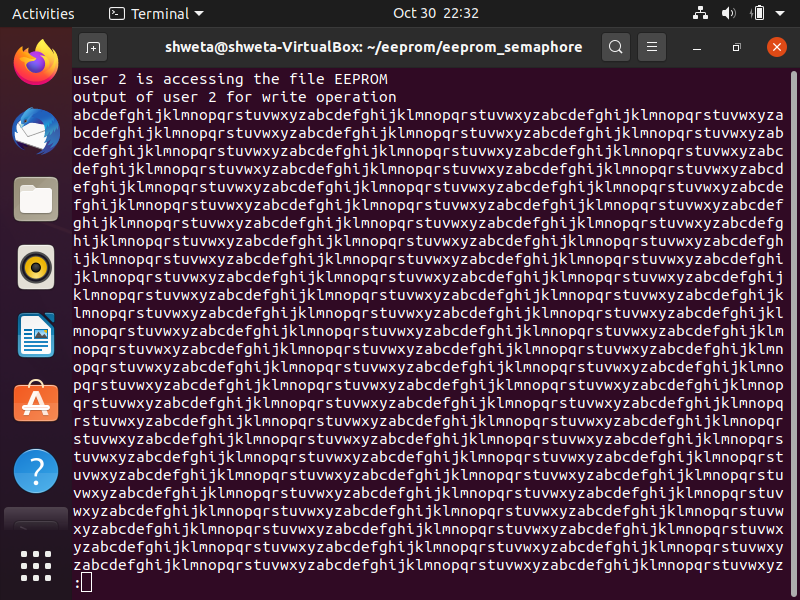 Activities
Terminal
Oct 30 22:32
shweta@shweta-VirtualBox: ~/eeprom/eeprom_semaphore
user 2 is accessing the file EEPROM
output of user 2 for write operation
abcdefghijklmnopqrstuvwxyzabcdefghijklmnopqrstuvwxyzabcdefghijklmnopqrstuvwxyza
bcdefghijklmnopqrstuvwxyzabcdefghijklmnopqrstuvwxyzabcdefghijklmnopqrstuvwxyzab
cdefghijklmnopqrstuvwxyzabcdefghijklmnopqrstuvwxyzabcdefghijklmnopqrstuvwxyzabc
defghijklmnopqrstuvwxyzabcdefghijklmnopqrstuvwxyzabcdefghijklmnopqrstuvwxyzabcd
efghijklmnopqrstuvwxyzabcdefghijklmnopqrstuvwxyzabcdefghijklmnopqrstuvwxyzabcde
fghijklmnopqrstuvwxyzabcdefghijklmnopqrstuvwxyzabcdefghijklmnopqrstuvwxyzabcdef
ghijklmnopqrstuvwxyzabcdefghijklmnopqrstuvwxyzabcdefghijklmnopqrstuvwxyzabcdefg
hijklmnopqrstuvwxyzabcdefghijklmnopqrstuvwxyzabcdefghijklmnopqrstuvwxyzabcdefgh
ijklmnopqrstuvwxyzabcdefghijklmnopqrstuvwxyzabcdefghijklmnopqrstuvwxyzabcdefghi
jklmnopqrstuvwxyzabcdefghijklmnopqrstuvwxyzabcdefghijklmnopqrstuvwxyzabcdefghij
klmnopqrstuvwxyzabcdefghijklmnopqrstuvwxyzabcdefghijklmnopqrstuvwxyzabcdefghijk
lmnopqrstuvwxyzabcdefghijklmnopqrstuvwxyzabcdefghijklmnopqrstuvwxyzabcdefghijkl
mnopqrstuvwxyzabcdefghijklmnopqrstuvwxyzabcdefghijklmnopqrstuvwxyzabcdefghijklm
nopqrstuvwxyzabcdefghijklmnopqrstuvwxyzabcdefghijklmnopqrstuvwxyzabcdefghijklmn
opqrstuvwxyzabcdefghijklmnopqrstuvwxyzabcdefghijklmnopqrstuvwxyzabcdefghijklmno
pqrstuvwxyzabcdefghijklmnopqrstuvwxyzabcdefghijklmnopqrstuvwxyzabcdefghijklmnop
qrstuvwxyzabcdefghijklmnopqrstuvwxyzabcdefghijklmnopqrstuvwxyzabcdefghijklmnopq
rstuvwxyzabcdefghijklmnopqrstuvwxyzabcdefghijklmnopqrstuvwxyzabcdefghijklmnopqr
stuvwxyzabcdefghijklmnopqrstuvwxyzabcdefghijklmnopqrstuvwxyzabcdefghijklmnopqrs
tuvwxyzabcdefghijklmnopqrstuvwxyzabcdefghijklmnopqrstuvwxyzabcdefghijklmnopqrst
uvwxyzabcdefghijklmnopqrstuvwxyzabcdefghijklmnopqrstuvwxyzabcdefghijklmnopqrstu
vwxyzabcdefghijklmnopqrstuvwxyzabcdefghijklmnopqrstuvwxyzabcdefghijklmnopqrstuv
wxyzabcdefghijklmnopqrstuvwxyzabcdefghijklmnopqrstuvwxyzabcdefghijklmnopqrstuvw
xyzabcdefghijklmnopqrstuvwxyzabcdefghijklmnopqrstuvwxyzabcdefghijklmnopqrstuvwx
yzabcdefghijklmnopqrstuvwxyzabcdefghijklmnopqrstuvwxyzabcdefghijklmnopqrstuvwxy
zabcdefghijklmnopqrstuvwxyzabcdefghijklmnopqrstuvwxyzabcdefghijklmnopqrstuvwxyz
: